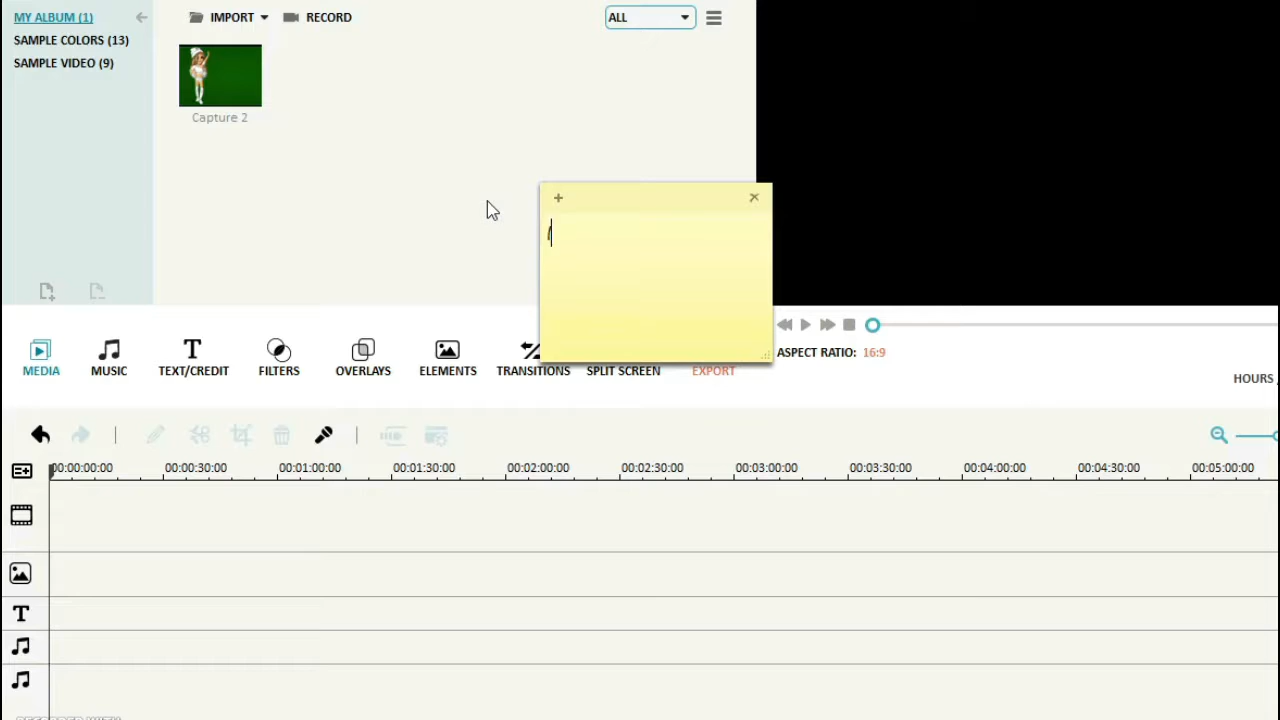 MY ALBUM (1)
SAMPLE COLORS (13)
SAMPLE VIDEO (9)
IMPORT
RECORD
ALL
Capture 2
MEDIA
MUSIC
TEXT/CREDIT
FILTERS
OVERLAYS
ELEMENTS
TRANSITIONS
SPLIT SCREEN
EXPORT
ASPECT RATIO: 16:9
HOURS
00:00:00:00
00:00:30:00
00:01:00:00
00:01:30:00
00:02:00:00
00:02:30:00
00:03:00:00
00:03:30:00
00:04:00:00
00:04:30:00
00:05:00:00
RECORDED WITH